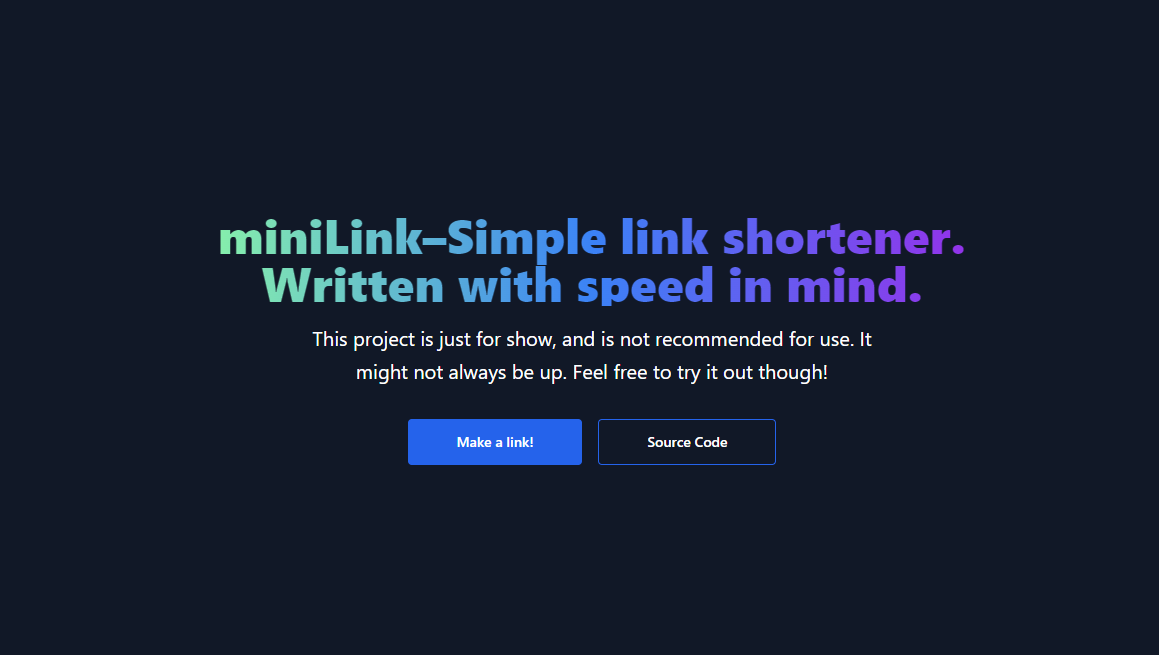 miniLink–Simple link shortener.
Written with speed in mind.
This project is just for show, and is not recommended for use. It
might not always be up. Feel free to try it out though!
Make a link!
Source Code